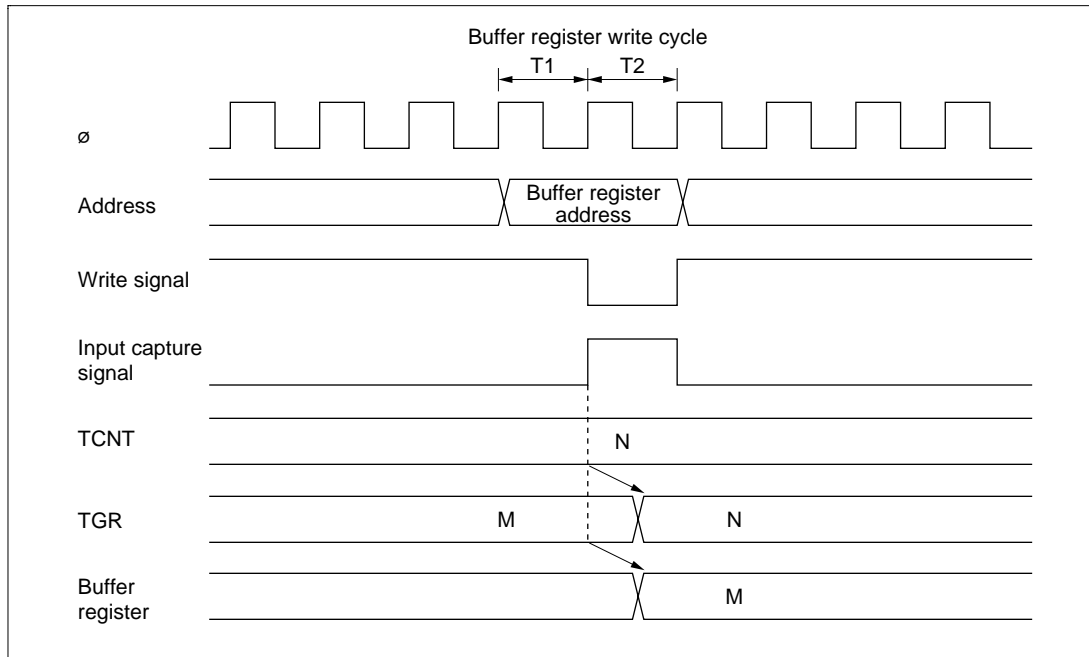 Buffer register write cycle
T1 T2
ø
Address
Buffer register
address
Write signal
Input capture
signal
TCNT
N
TGR
M N
Buffer
register
M